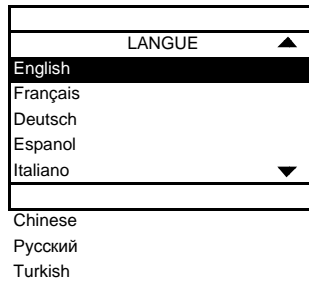 LANGUE
English
Français
Deutsch
Espanol
Italiano
Chinese
Русский
Turkish